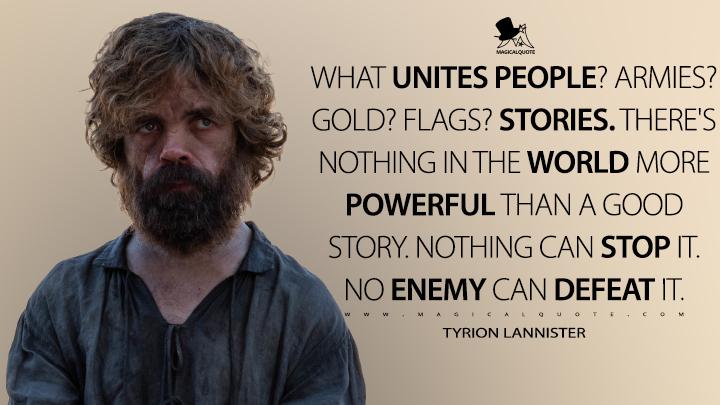 MAGICALQUOTE
WHAT UNITES PEOPLE? ARMIES?
GOLD? FLAGS? STORIES. THERE'S
NOTHING IN THE WORLD MORE
POWERFUL THAN A GOOD
STORY. NOTHING CAN STOP IT.
NO ENEMY CAN DEFEAT IT.
WWW.MAGICALQUOTE.COM
TYRION LANNISTER